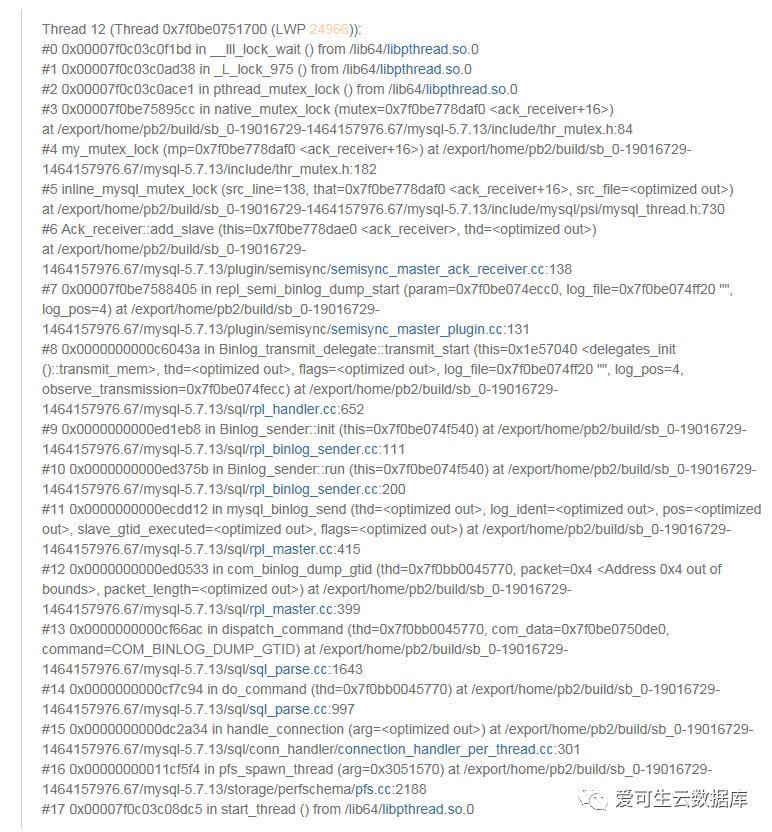 Thread 12 (Thread 0x7f0be0751700 (LWP 24966)):
#0 0x00007f0c03c0f1bd in __lll_lock_wait () from /lib64/libpthread.so.0
#1 0x00007f0c03c0ad38 in _L_lock_975 () from /lib64/libpthread.so.0
#2 0x00007f0c03c0ace1 in pthread_mutex_lock () from /lib64/libpthread.so.0
#3 0x00007f0be75895cc in native_mutex_lock (mutex=0x7f0be778daf0 <ack_receiver+16>)
at /export/home/pb2/build/sb_0-19016729-1464157976.67/mysql-5.7.13/include/thr_mutex.h:84
#4 my_mutex_lock (mp=0x7f0be778daf0 <ack_receiver+16>) at /export/home/pb2/build/sb_0-19016729-
1464157976.67/mysql-5.7.13/include/thr_mutex.h:182
#5 inline_mysql_mutex_lock (src_line=138, that=0x7f0be778daf0 <ack_receiver+16>, src_file=<optimized out>)
at /export/home/pb2/build/sb_0-19016729-1464157976.67/mysql-5.7.13/include/mysql/psi/mysql_thread.h:730
#6 Ack_receiver::add_slave (this=0x7f0be778dae0 <ack_receiver>, thd=<optimized out>)
at /export/home/pb2/build/sb_0-19016729-
1464157976.67/mysql-5.7.13/plugin/semisync/semisync_master_ack_receiver.cc:138
#7 0x00007f0be7588405 in repl_semi_binlog_dump_start (param=0x7f0be074ecc0, log_file=0x7f0be074ff20 "",
log_pos=4) at /export/home/pb2/build/sb_0-19016729-
1464157976.67/mysql-5.7.13/plugin/semisync/semisync_master_plugin.cc:131
#8 0x0000000000c6043a in Binlog_transmit_delegate::transmit_start (this=0x1e57040 <delegates_init
()::transmit_mem>, thd=<optimized out>, flags=<optimized out>, log_file=0x7f0be074ff20 "", log_pos=4,
observe_transmission=0x7f0be074fecc) at /export/home/pb2/build/sb_0-19016729-
1464157976.67/mysql-5.7.13/sql/rpl_handler.cc:652
#9 0x0000000000ed1eb8 in Binlog_sender::init (this=0x7f0be074f540) at /export/home/pb2/build/sb_0-19016729-
1464157976.67/mysql-5.7.13/sql/rpl_binlog_sender.cc:111
#10 0x0000000000ed375b in Binlog_sender::run (this=0x7f0be074f540) at /export/home/pb2/build/sb_0-19016729-
1464157976.67/mysql-5.7.13/sql/rpl_binlog_sender.cc:200
#11 0x0000000000ecdd12 in mysql_binlog_send (thd=<optimized out>, log_ident=<optimized out>, pos=<optimized
out>, slave_gtid_executed=<optimized out>, flags=<optimized out>) at /export/home/pb2/build/sb_0-19016729-
1464157976.67/mysql-5.7.13/sql/rpl_master.cc:415
#12 0x0000000000ed0533 in com_binlog_dump_gtid (thd=0x7f0bb0045770, packet=0x4 <Address 0x4 out of
bounds>, packet_length=<optimized out>) at /export/home/pb2/build/sb_0-19016729-
1464157976.67/mysql-5.7.13/sql/rpl_master.cc:399
#13 0x0000000000cf66ac in dispatch_command (thd=0x7f0bb0045770, com_data=0x7f0be0750de0,
command=COM_BINLOG_DUMP_GTID) at /export/home/pb2/build/sb_0-19016729-
1464157976.67/mysql-5.7.13/sql/sql_parse.cc:1643
#14 0x0000000000cf7c94 in do_command (thd=0x7f0bb0045770) at /export/home/pb2/build/sb_0-19016729-
1464157976.67/mysql-5.7.13/sql/sql_parse.cc:997
#15 0x0000000000dc2a34 in handle_connection (arg=<optimized out>) at /export/home/pb2/build/sb_0-19016729-
1464157976.67/mysql-5.7.13/sql/conn_handler/connection_handler_per_thread.cc:301
#16 0x00000000011cf5f4 in pfs_spawn_thread (arg=0x3051570) at /export/home/pb2/build/sb_0-19016729-
1464157976.67/mysql-5.7.13/storage/perfschema/pfs.cc:2188
#17 0x00007f0c03c08dc5 in start_thread () from /lib64/libpthread.so.0
爱可生云数据库